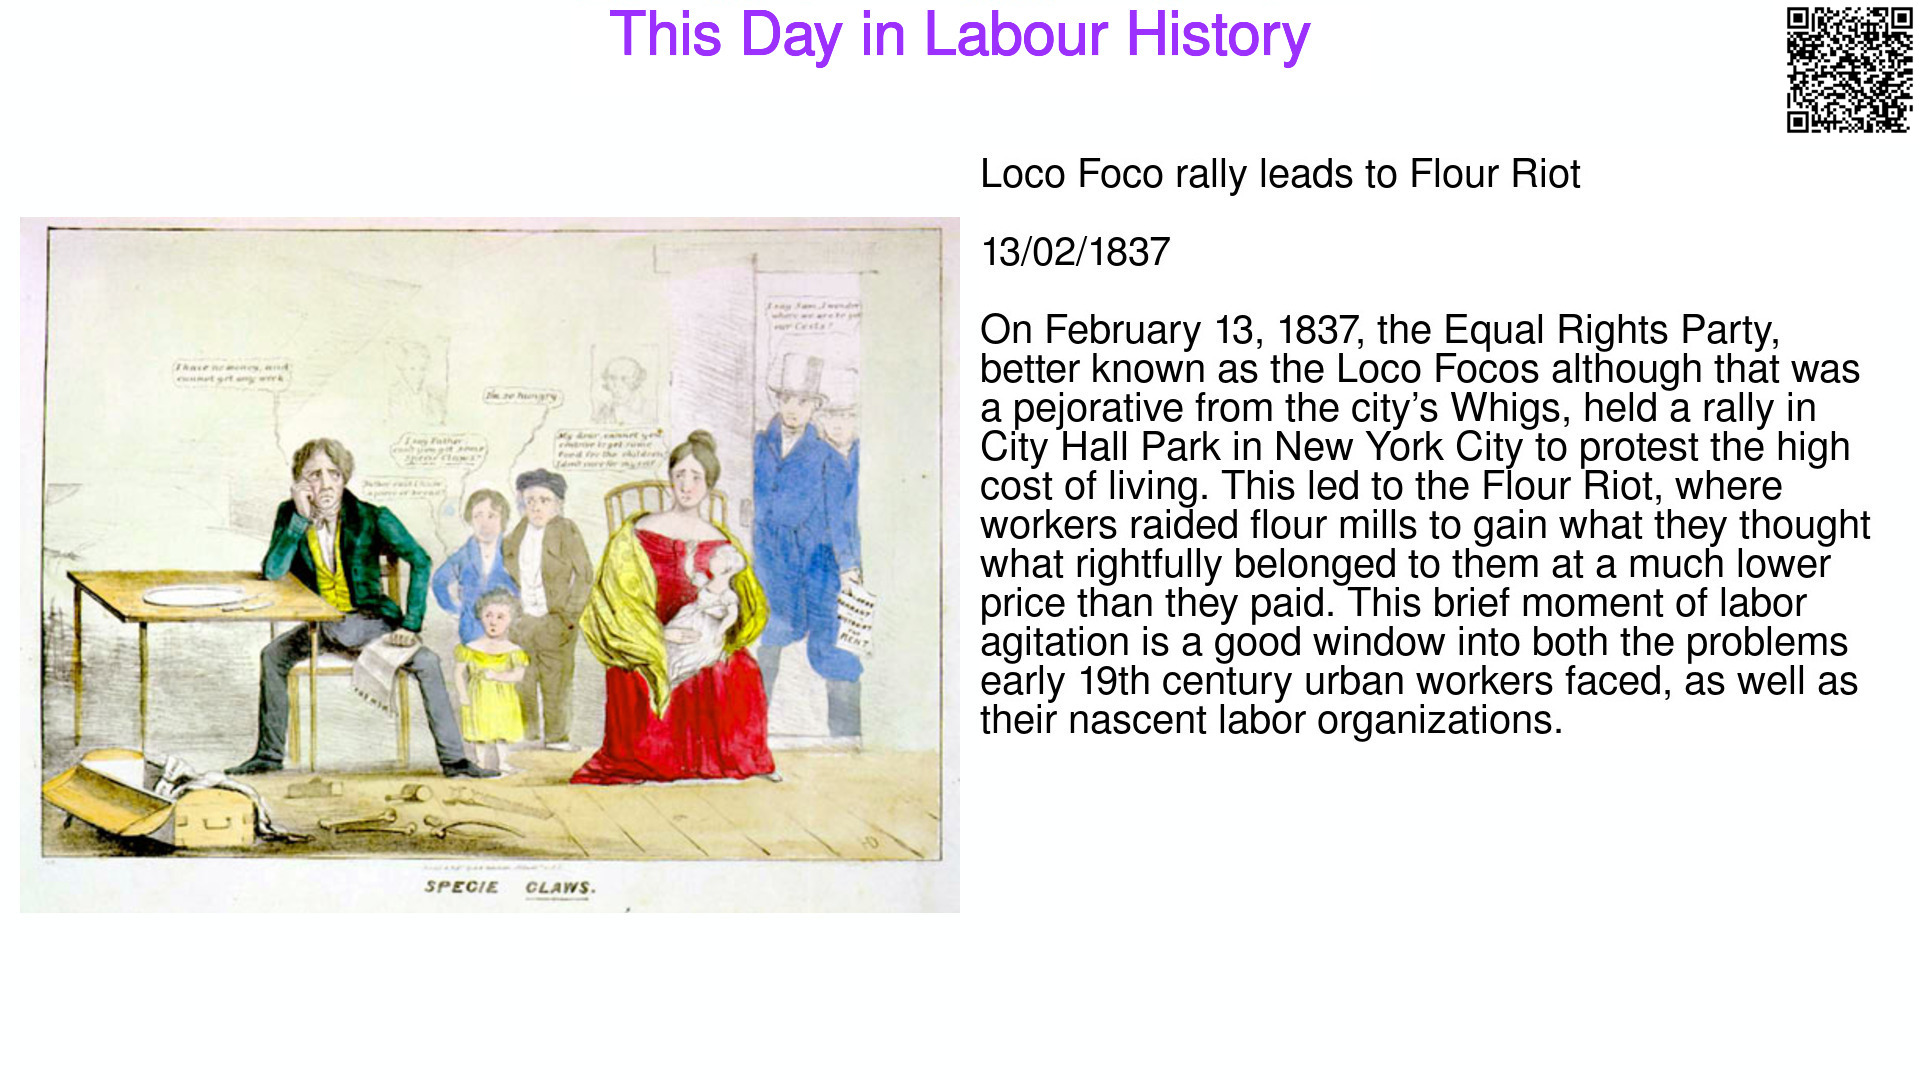 This Day in Labour History
Loco Foco rally leads to Flour Riot
13/02/1837
On February 13, 1837, the Equal Rights Party,
better known as the Loco Focos although that was
a pejorative from the city's Whigs, held a rally in
City Hall Park in New York City to protest the high
cost of living. This led to the Flour Riot, where
workers raided flour mills to gain what they thought
what rightfully belonged to them at a much lower
price than they paid. This brief moment of labor
agitation is a good window into both the problems
early 19th century urban workers faced, as well as
their nascent labor organizations.
I say Sam, I wonder
where we are to get
our Costs?
I have no money, and
cannot get any work.
I'm so hungry
I say Father
can't you get some
Specie Claws?
My dear, cannot you
contrive to get some
food for the children,
I don't care for myself
Father can't I have
a piece of bread?
RENT
SPECIE CLAWS.